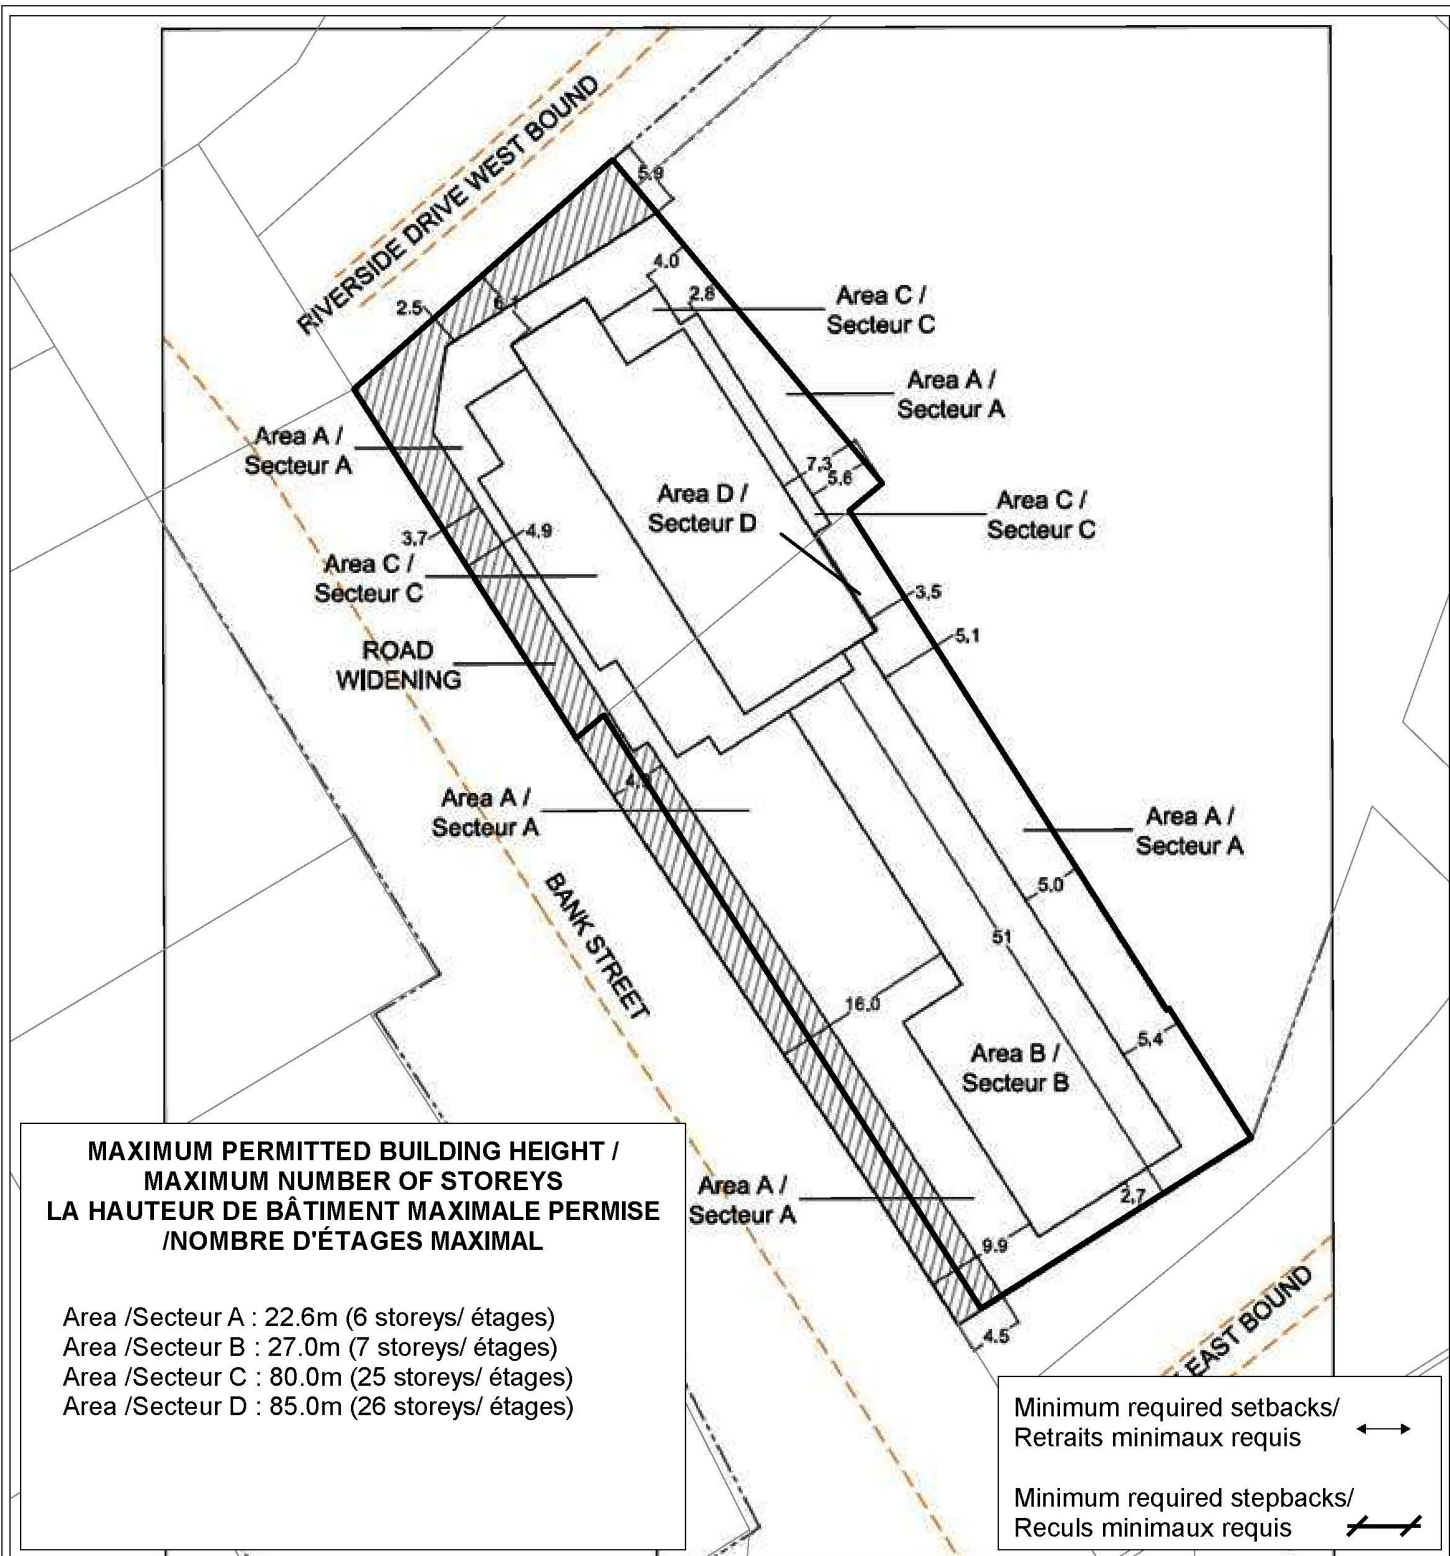 RIVERSIDE DRIVE WEST BOUND
5.9
4.0
2.8
2.5
Area C /
Secteur C
Area A /
Secteur A
Area A /
Secteur A
7.3
5.6
Area D /
Secteur D
Area C /
Secteur C
3.7
4.9
Area C /
Secteur C
3.5
5.1
ROAD
WIDENING
Area A /
Secteur A
Area A /
Secteur A
5.0
BANK STREET
51
16.0
5.4
Area B /
Secteur B
Area A /
Secteur A
2.7
9.9
4.5
EAST BOUND
MAXIMUM PERMITTED BUILDING HEIGHT /
MAXIMUM NUMBER OF STOREYS
LA HAUTEUR DE BÂTIMENT MAXIMALE PERMISE
/NOMBRE D'ÉTAGES MAXIMAL
Area /Secteur A : 22.6m (6 storeys/ étages)
Area /Secteur B : 27.0m (7 storeys/ étages)
Area /Secteur C : 80.0m (25 storeys/ étages)
Area /Secteur D : 85.0m (26 storeys/ étages)
Minimum required setbacks/
Retraits minimaux requis
Minimum required stepbacks/
Reculs minimaux requis